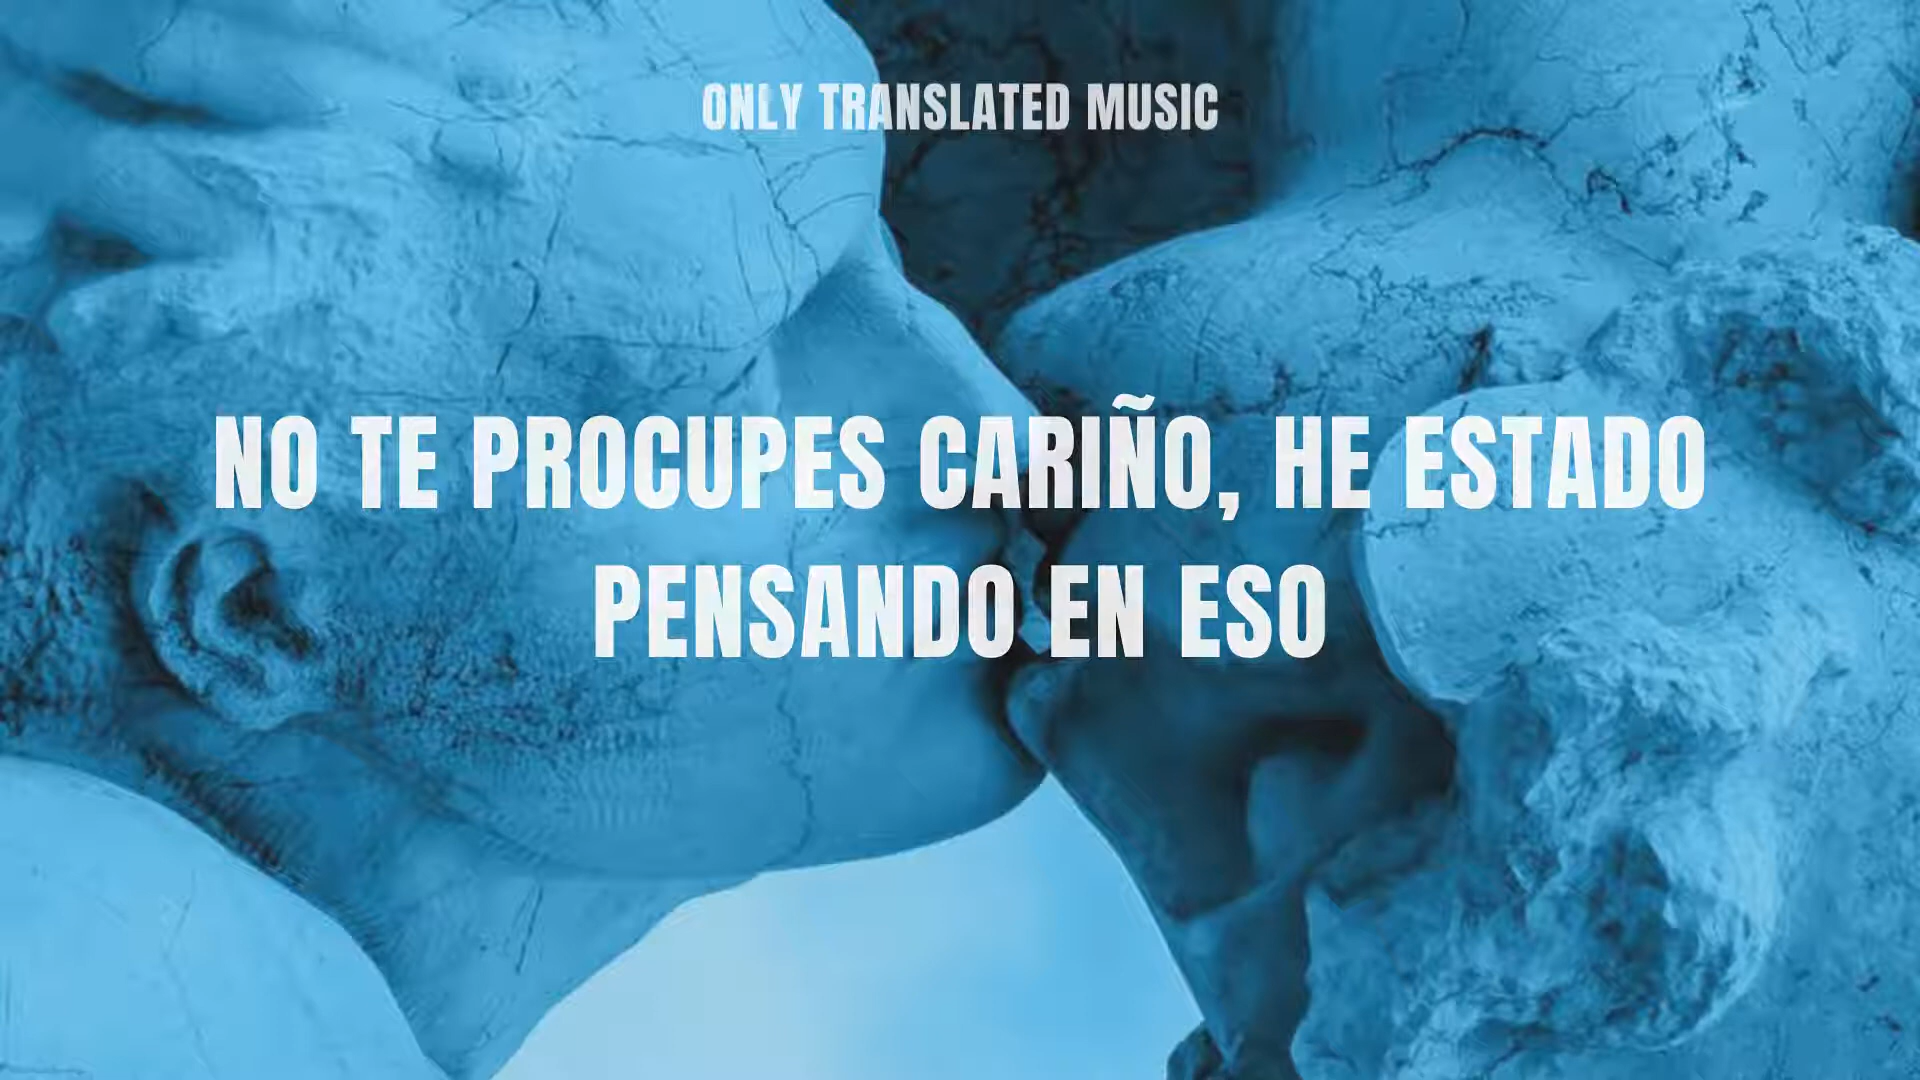 ONLY TRANSLATED MUSIC
NO TE PROCUPES CARIÑO, HE ESTADO
PENSANDO EN ESO